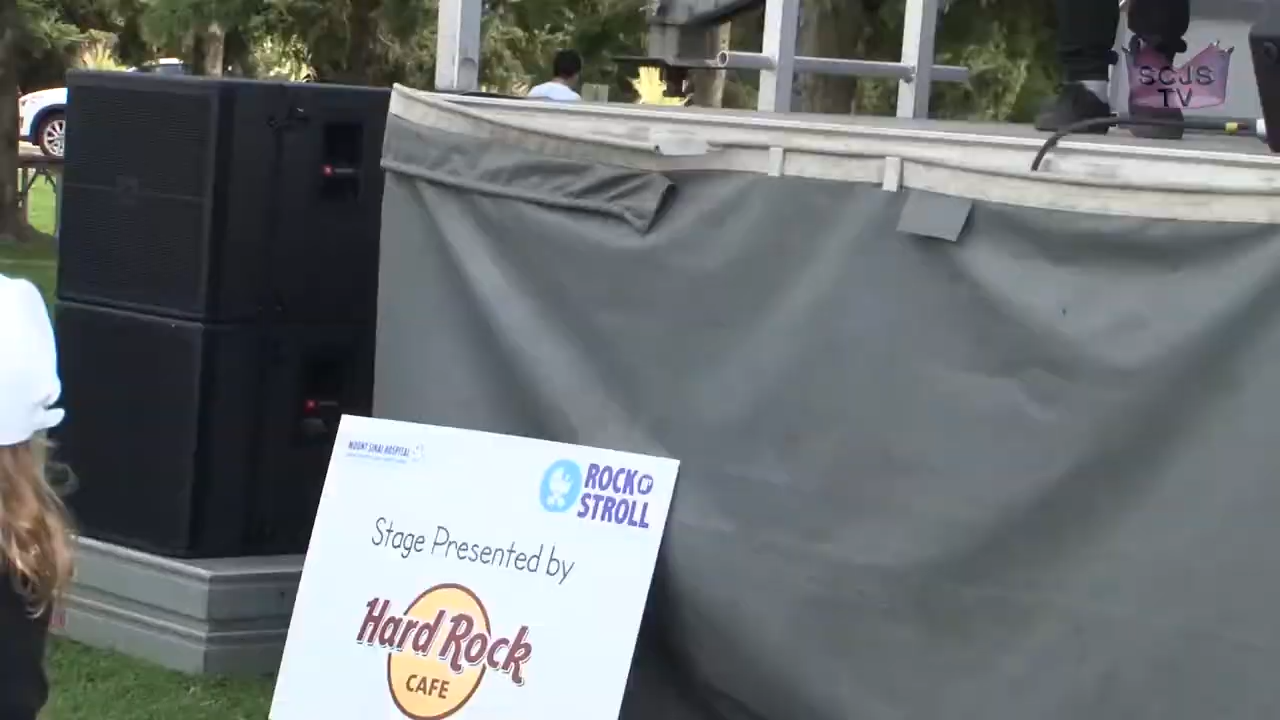 SCJS
TV
MOUNT SINAI HOSPITAL
ROCK N'
STROLL
Stage Presented by
Hard Rock
CAFE